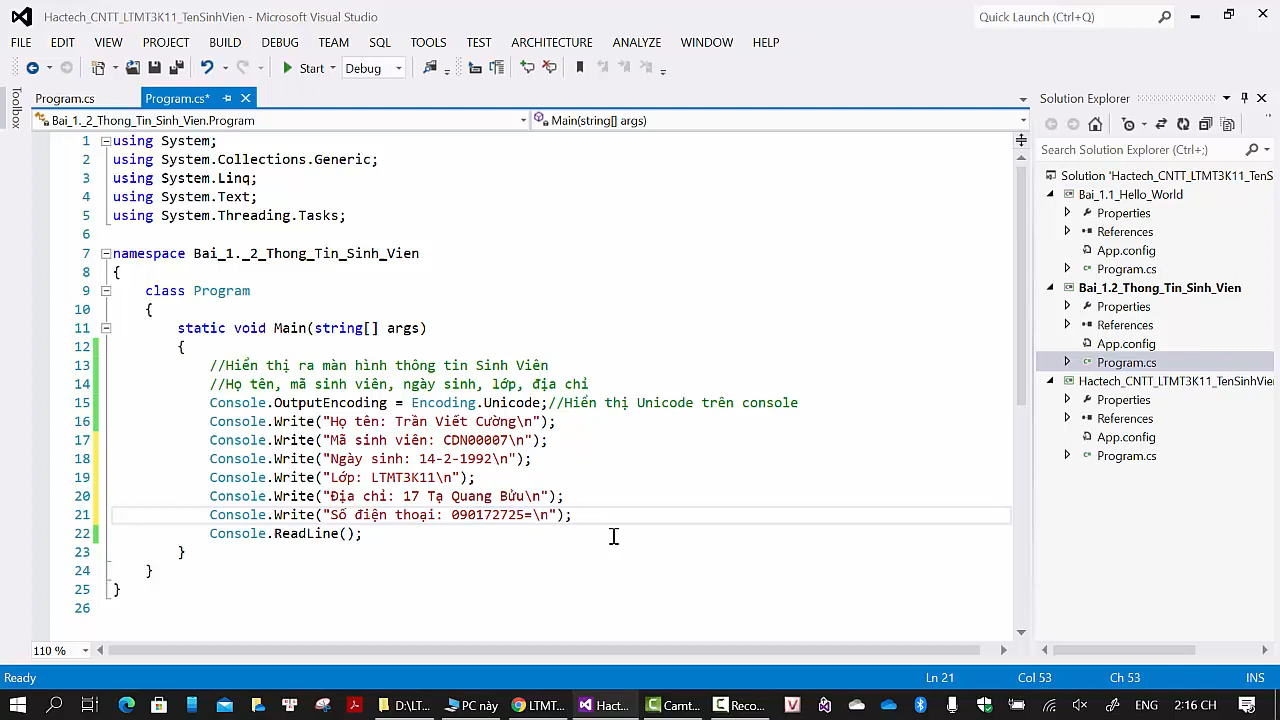 Hactech_CNTT_LTMT3K11_TenSinhVien - Microsoft Visual Studio
Quick Launch (Ctrl+Q)
FILE EDIT VIEW PROJECT BUILD DEBUG TEAM SQL TOOLS TEST ARCHITECTURE ANALYZE WINDOW HELP
Start Debug
Toolbox
Program.cs Program.cs*
Bai_1._2_Thong_Tin_Sinh_Vien.Program Main(string[] args)
1 using System;
2 using System.Collections.Generic;
3 using System.Linq;
4 using System.Text;
5 using System.Threading.Tasks;
6
7 namespace Bai_1._2_Thong_Tin_Sinh_Vien
8 {
9 class Program
10 {
11 static void Main(string[] args)
12 {
13 //Hiển thị ra màn hình thông tin Sinh Viên
14 //Họ tên, mã sinh viên, ngày sinh, lớp, địa chỉ
15 Console.OutputEncoding = Encoding.Unicode;//Hiển thị Unicode trên console
16 Console.Write("Họ tên: Trần Viết Cường\n");
17 Console.Write("Mã sinh viên: CDN00007\n");
18 Console.Write("Ngày sinh: 14-2-1992\n");
19 Console.Write("Lớp: LTMT3K11\n");
20 Console.Write("Địa chỉ: 17 Tạ Quang Bửu\n");
21 Console.Write("Số điện thoại: 090172725=\n");
22 Console.ReadLine();
23 }
24 }
25 }
26
110 %
Solution Explorer
Search Solution Explorer (Ctrl+;)
Solution 'Hactech_CNTT_LTMT3K11_TenS
Bai_1.1_Hello_World
Properties
References
App.config
Program.cs
Bai_1.2_Thong_Tin_Sinh_Vien
Properties
References
App.config
Program.cs
Hactech_CNTT_LTMT3K11_TenSinhVien
Properties
References
App.config
Program.cs
Ready Ln 21 Col 53 Ch 53 INS
D:\LT... PC này LTMT... Hact... Camt... Reco... ENG 2:16 CH